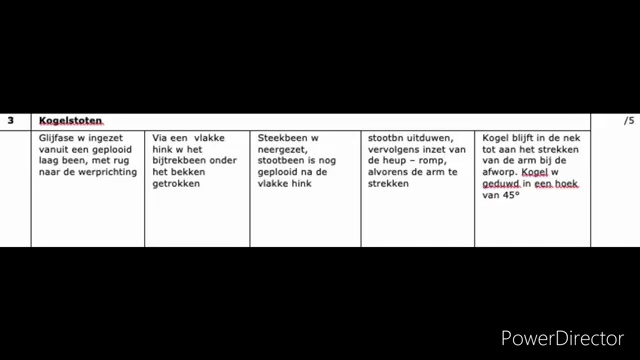 3 Kogelstoten /5
Glijfase w ingezet
vanuit een geplooid
laag been, met rug
naar de werprichting
Via een vlakke
hink w het
bijtrekbeen onder
het bekken
getrokken
Steekbeen w
neergezet,
stootbeen is nog
geplooid na de
vlakke hink
stootbn uitduwen,
vervolgens inzet van
de heup – romp,
alvorens de arm te
strekken
Kogel blijft in de nek
tot aan het strekken
van de arm bij de
afworp. Kogel w
geduwd in een hoek
van 45°
PowerDirector